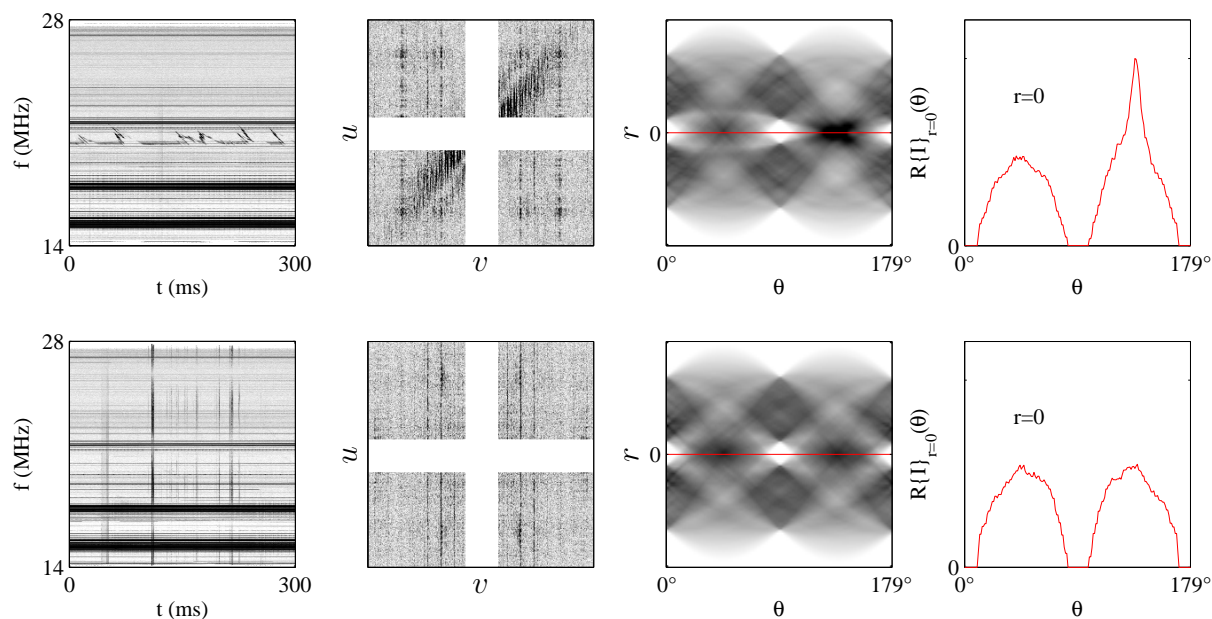 28
f (MHz)
14
0
300
t (ms)
u
v
r
0
0°
179°
θ
R{I}r=0(θ)
r=0
0
0°
179°
θ
28
f (MHz)
14
0
300
t (ms)
u
v
r
0
0°
179°
θ
R{I}r=0(θ)
r=0
0
0°
179°
θ